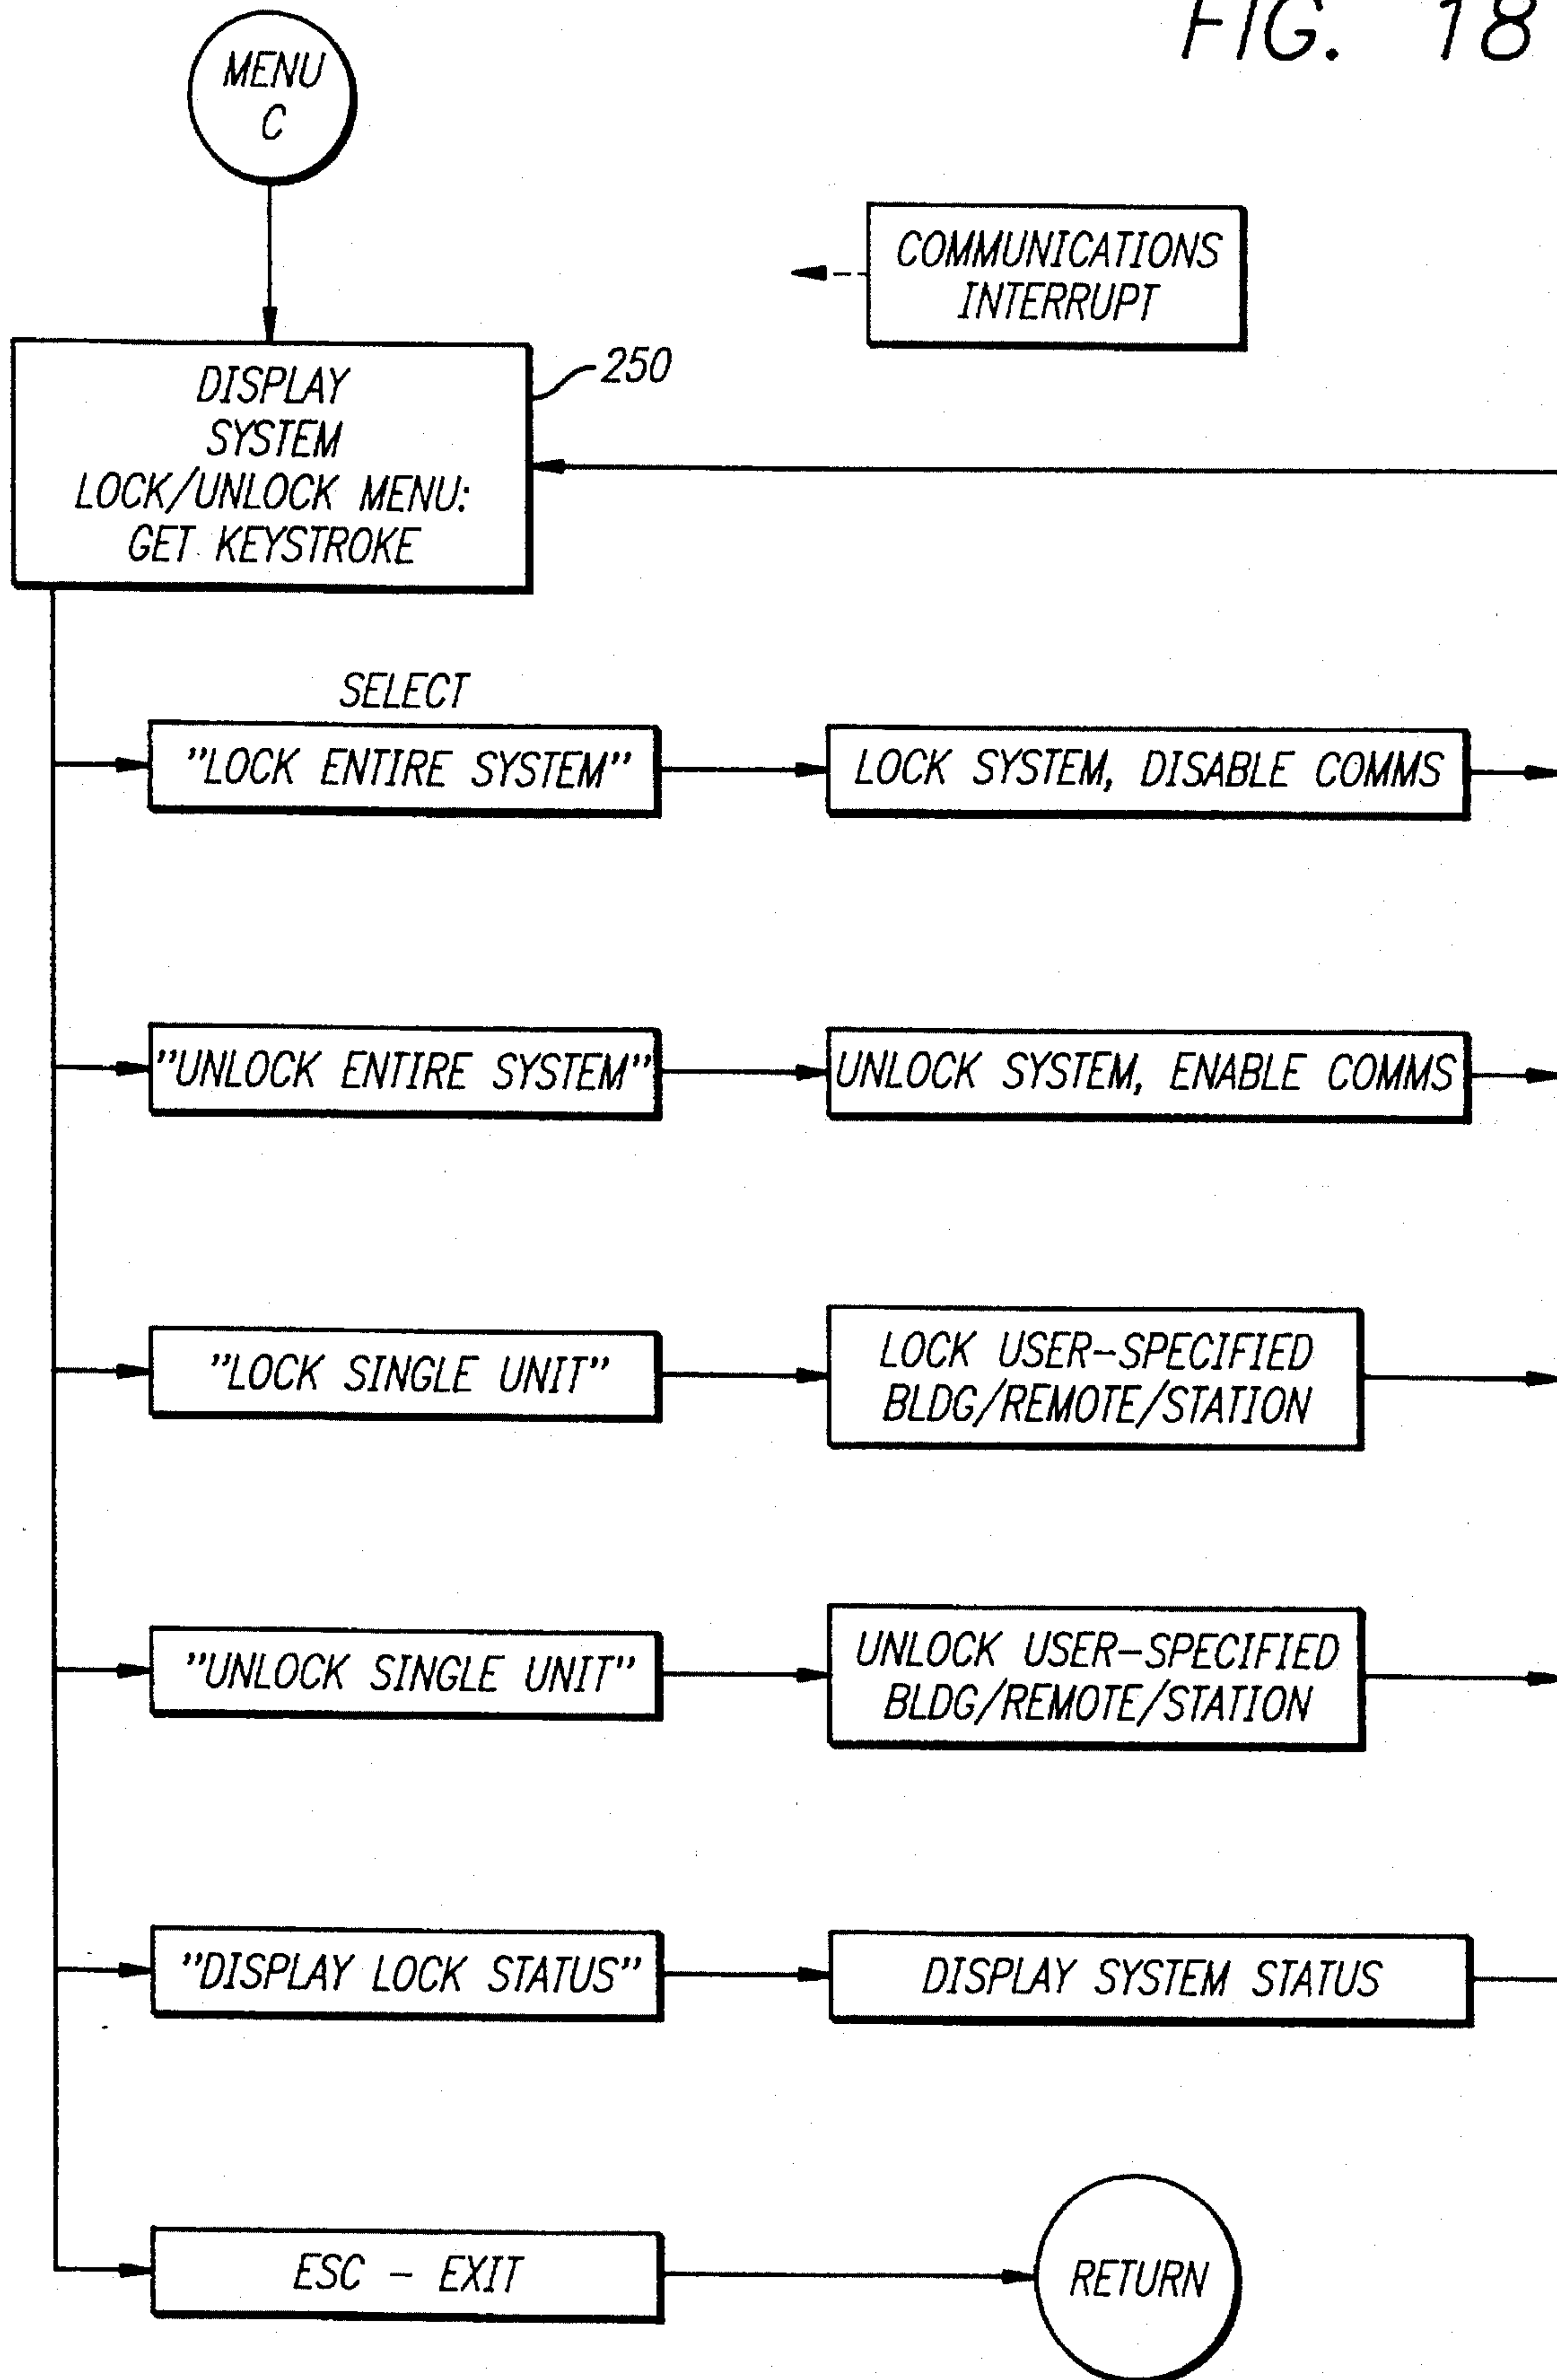 FIG. 18
MENU
C
COMMUNICATIONS
INTERRUPT
DISPLAY
SYSTEM
LOCK/UNLOCK MENU:
GET KEYSTROKE
250
SELECT
"LOCK ENTIRE SYSTEM"
LOCK SYSTEM, DISABLE COMMS
"UNLOCK ENTIRE SYSTEM"
UNLOCK SYSTEM, ENABLE COMMS
"LOCK SINGLE UNIT"
LOCK USER-SPECIFIED
BLDG/REMOTE/STATION
"UNLOCK SINGLE UNIT"
UNLOCK USER-SPECIFIED
BLDG/REMOTE/STATION
"DISPLAY LOCK STATUS"
DISPLAY SYSTEM STATUS
ESC - EXIT
RETURN